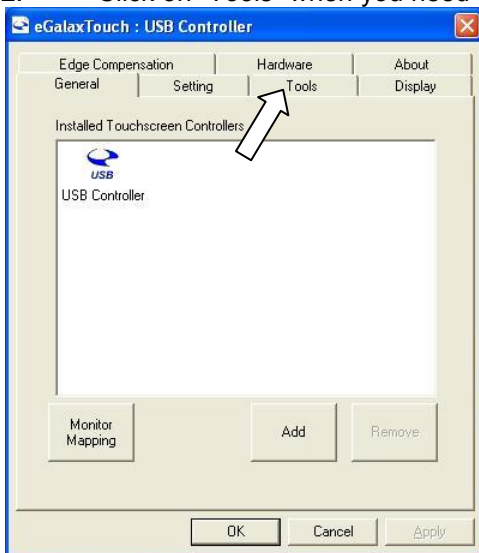 Click on "Tools" when you need
eGalaxTouch : USB Controller
Edge Compensation Hardware About
General Setting Tools Display
Installed Touchscreen Controllers
USB
USB Controller
Monitor
Mapping
Add
Remove
OK Cancel Apply